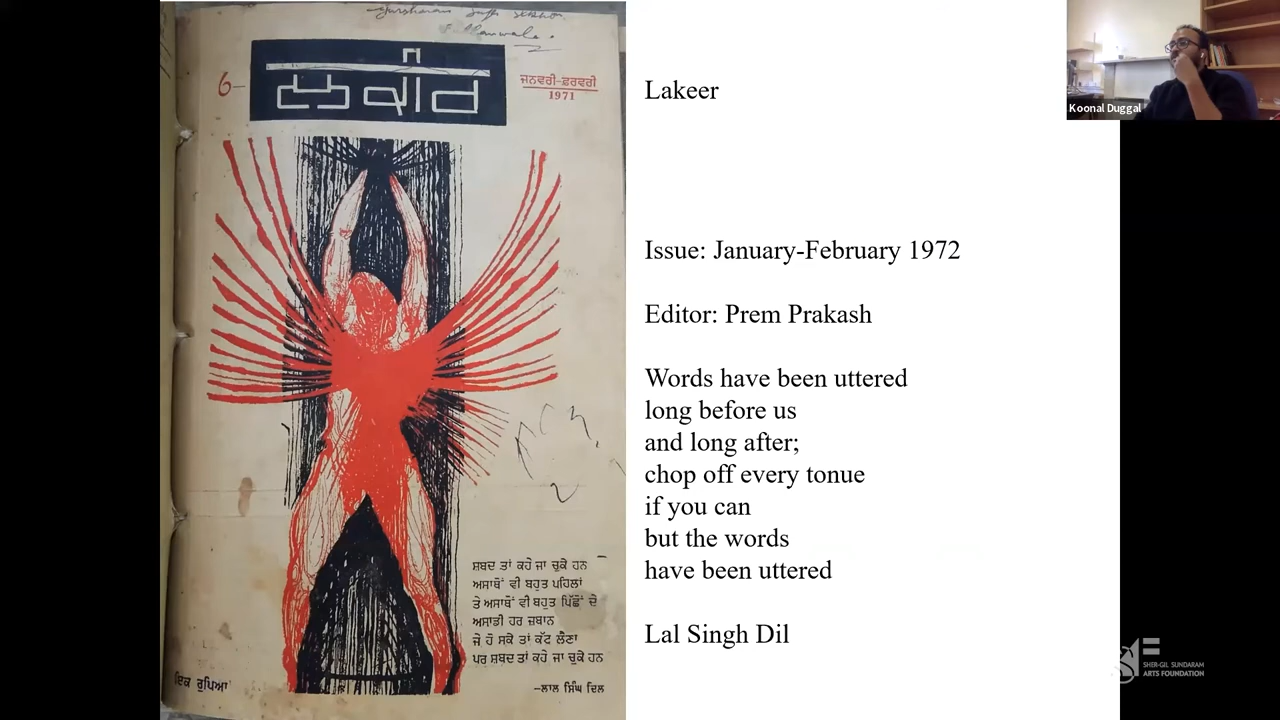 Gursharan Singh Sekhon
6
ਲਕੀਰ
ਜਨਵਰੀ-ਫ਼ਰਵਰੀ
1971
ਸ਼ਬਦ ਤਾਂ ਕਹੇ ਜਾ ਚੁਕੇ ਹਨ
ਅਸਾਥੋਂ ਵੀ ਬਹੁਤ ਪਹਿਲਾਂ
ਤੇ ਅਸਾਥੋਂ ਵੀ ਬਹੁਤ ਪਿੱਛੋਂ ਦੇ
ਅਸਾਡੀ ਹਰ ਜ਼ਬਾਨ
ਜੇ ਹੋ ਸਕੇ ਤਾਂ ਕੱਟ ਲੈਣਾ
ਪਰ ਸ਼ਬਦ ਤਾਂ ਕਹੇ ਜਾ ਚੁਕੇ ਹਨ
—ਲਾਲ ਸਿੰਘ ਦਿਲ
ਇਕ ਰੁਪਿਆ
Lakeer
Issue: January-February 1972
Editor: Prem Prakash
Words have been uttered
long before us
and long after;
chop off every tonue
if you can
but the words
have been uttered
Lal Singh Dil
Koonal Duggal
SHER-GIL SUNDARAM
ARTS FOUNDATION